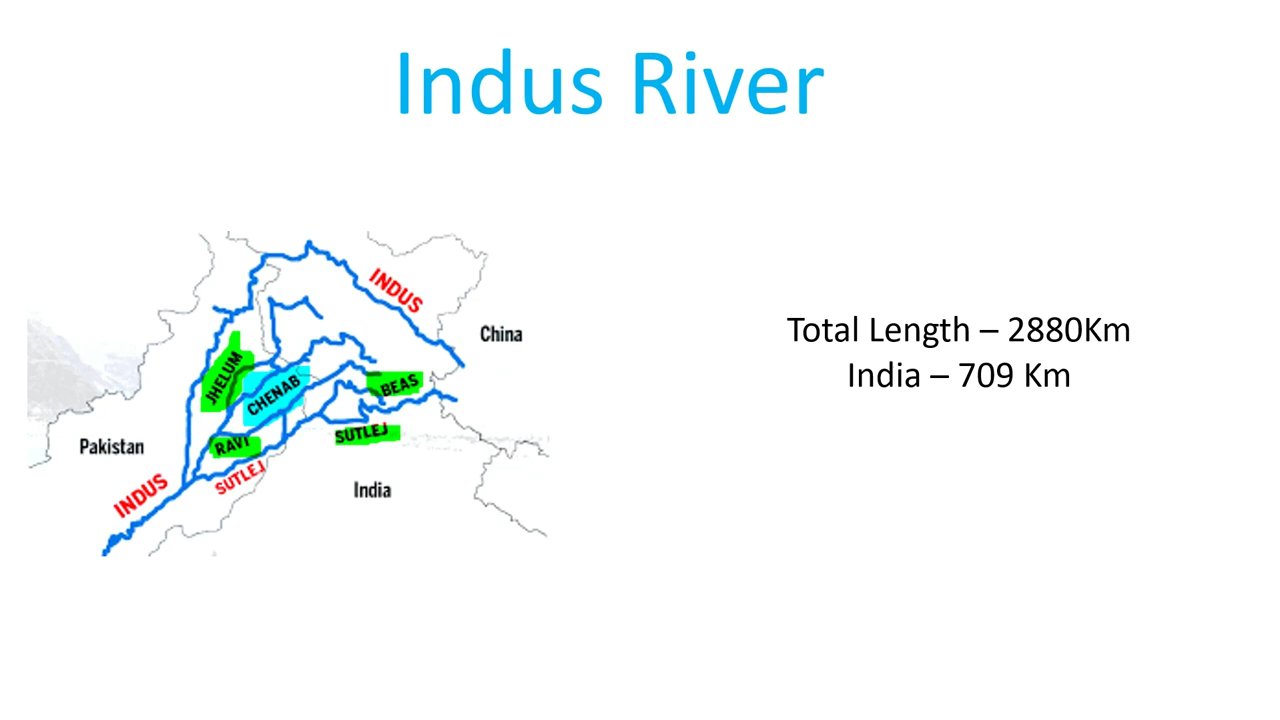 Indus River
INDUS
China
JHELUM
CHENAB
BEAS
Pakistan
RAVI
SUTLEJ
SUTLEJ
INDUS
India
Total Length – 2880Km
India – 709 Km